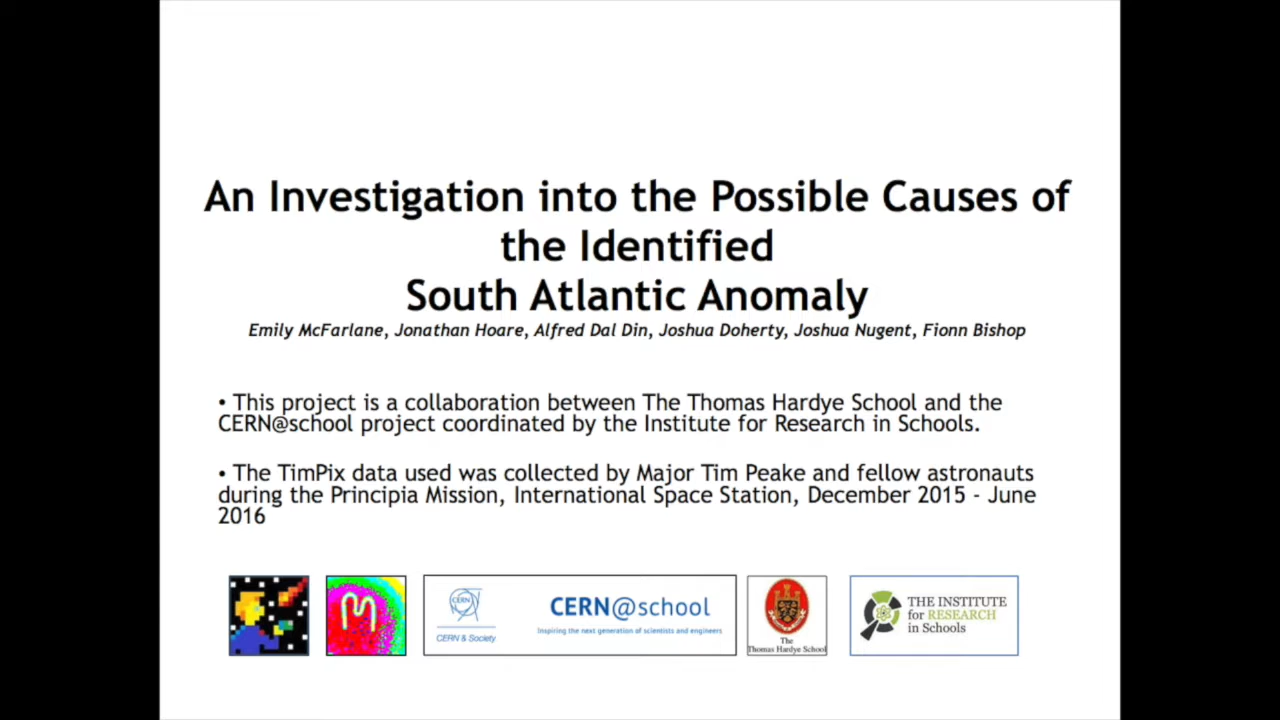 An Investigation into the Possible Causes of
the Identified
South Atlantic Anomaly
Emily McFarlane, Jonathan Hoare, Alfred Dal Din, Joshua Doherty, Joshua Nugent, Fionn Bishop
• This project is a collaboration between The Thomas Hardye School and the
CERN@school project coordinated by the Institute for Research in Schools.
• The TimPix data used was collected by Major Tim Peake and fellow astronauts
during the Principia Mission, International Space Station, December 2015 - June
2016
CERN
CERN & Society
CERN@school
Inspiring the next generation of scientists and engineers
The
Thomas Hardye School
THE INSTITUTE
for RESEARCH
in Schools